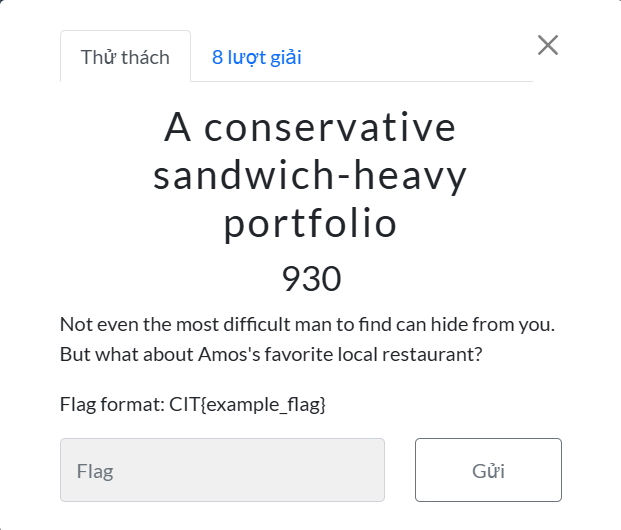 Thử thách
8 lượt giải
A conservative
sandwich-heavy
portfolio
930
Not even the most difficult man to find can hide from you.
But what about Amos's favorite local restaurant?
Flag format: CIT{example_flag}
Flag
Gửi